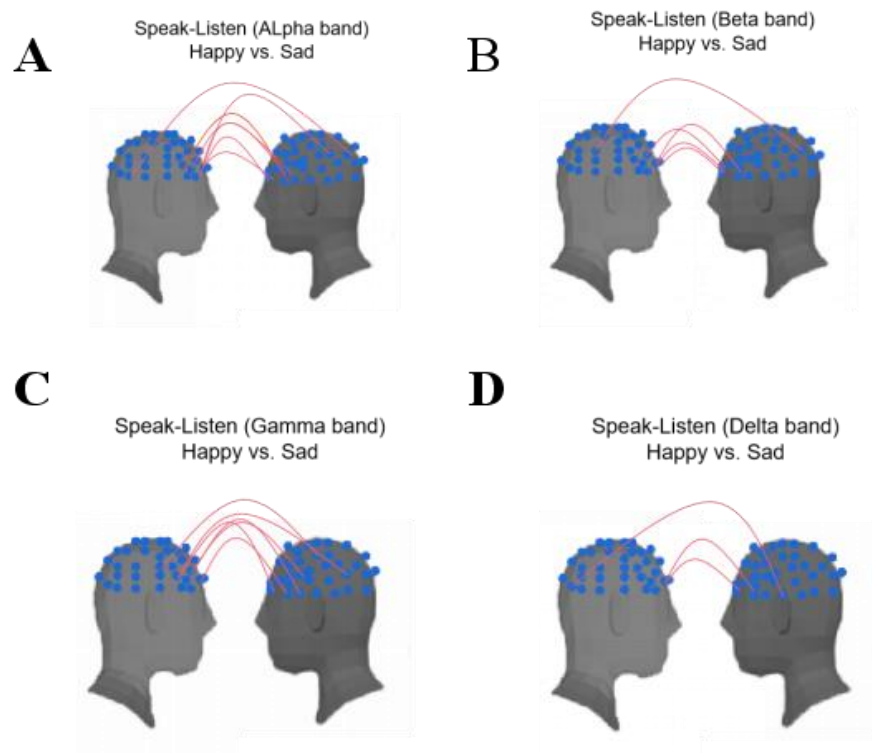 A
Speak-Listen (ALpha band)
Happy vs. Sad
B
Speak-Listen (Beta band)
Happy vs. Sad
C
Speak-Listen (Gamma band)
Happy vs. Sad
D
Speak-Listen (Delta band)
Happy vs. Sad